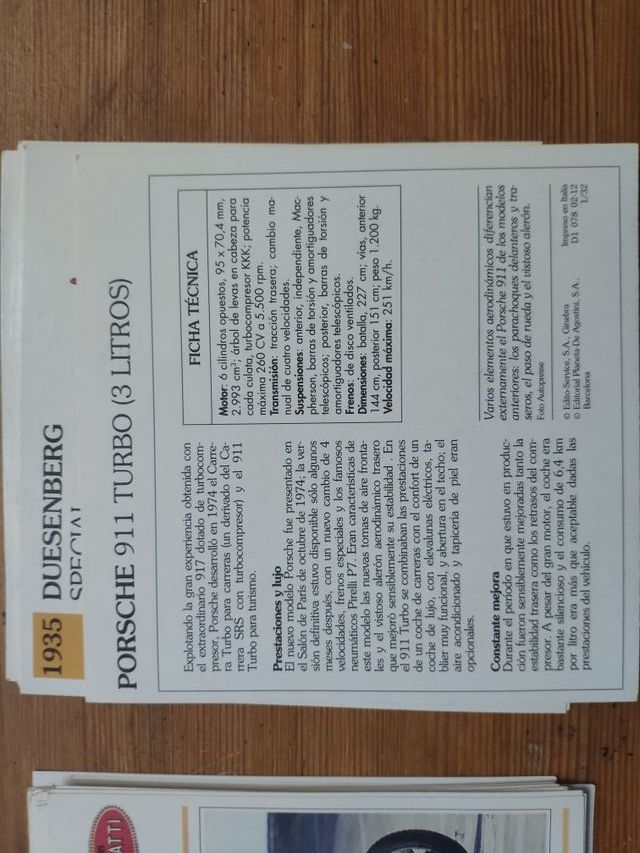 1935 DUESENBERG
SPECIAL
PORSCHE 911 TURBO (3 LITROS)
Explotando la gran experiencia obtenida con
el extraordinario 917 dotado de turbocom-
presor, Porsche desarrolló en 1974 el Carre-
ra Turbo para carreras (un derivado del Ca-
rrera SRS con turbocompresor) y el 911
Turbo para turismo.
Prestaciones y lujo
El nuevo modelo Porsche fue presentado en
el Salón de París de octubre de 1974; la ver-
sión definitiva estuvo disponible sólo algunos
meses después, con un nuevo cambio de 4
velocidades, frenos especiales y los famosos
neumáticos Pirelli P7. Eran características de
este modelo las nuevas tomas de aire fronta-
les y el vistoso alerón aerodinámico trasero
que mejoró sensiblemente su estabilidad. En
el 911 Turbo se combinaban las prestaciones
de un coche de carreras con el confort de un
coche de lujo, con elevalunas eléctricos, ta-
blier muy funcional, y abertura en el techo; el
aire acondicionado y tapicería de piel eran
opcionales.
Constante mejora
Durante el período en que estuvo en produc-
ción fueron sensiblemente mejoradas tanto la
estabilidad trasera como los retrasos del com-
presor. A pesar del gran motor, el coche era
bastante silencioso y el consumo de 6,4 km
por litro era más que aceptable dadas las
prestaciones del vehículo.
FICHA TÉCNICA
Motor: 6 cilindros opuestos, 95 x 70,4 mm,
2.993 cm³; árbol de levas en cabeza para
cada culata, turbocompresor KKK; potencia
máxima 260 CV a 5.500 rpm.
Transmisión: tracción trasera; cambio ma-
nual de cuatro velocidades.
Suspensiones: anterior, independiente, Mac-
pherson, barras de torsión y amortiguadores
telescópicos; posterior, barras de torsión y
amortiguadores telescópicos.
Frenos: de disco ventilados.
Dimensiones: batalla, 227 cm; vías, anterior
144 cm, posterior 151 cm; peso 1.200 kg.
Velocidad máxima: 251 km/h.
Varios elementos aerodinámicos diferencian
externamente el Porsche 911 de los modelos
anteriores: los parachoques delanteros y tra-
seros, el paso de rueda y el vistoso alerón.
Foto Autopresse
© Edito-Service, S.A., Ginebra
© Editorial Planeta De Agostini, S.A.,
Barcelona
Impreso en Italia
D1 078 02-12
1/32
ATTI